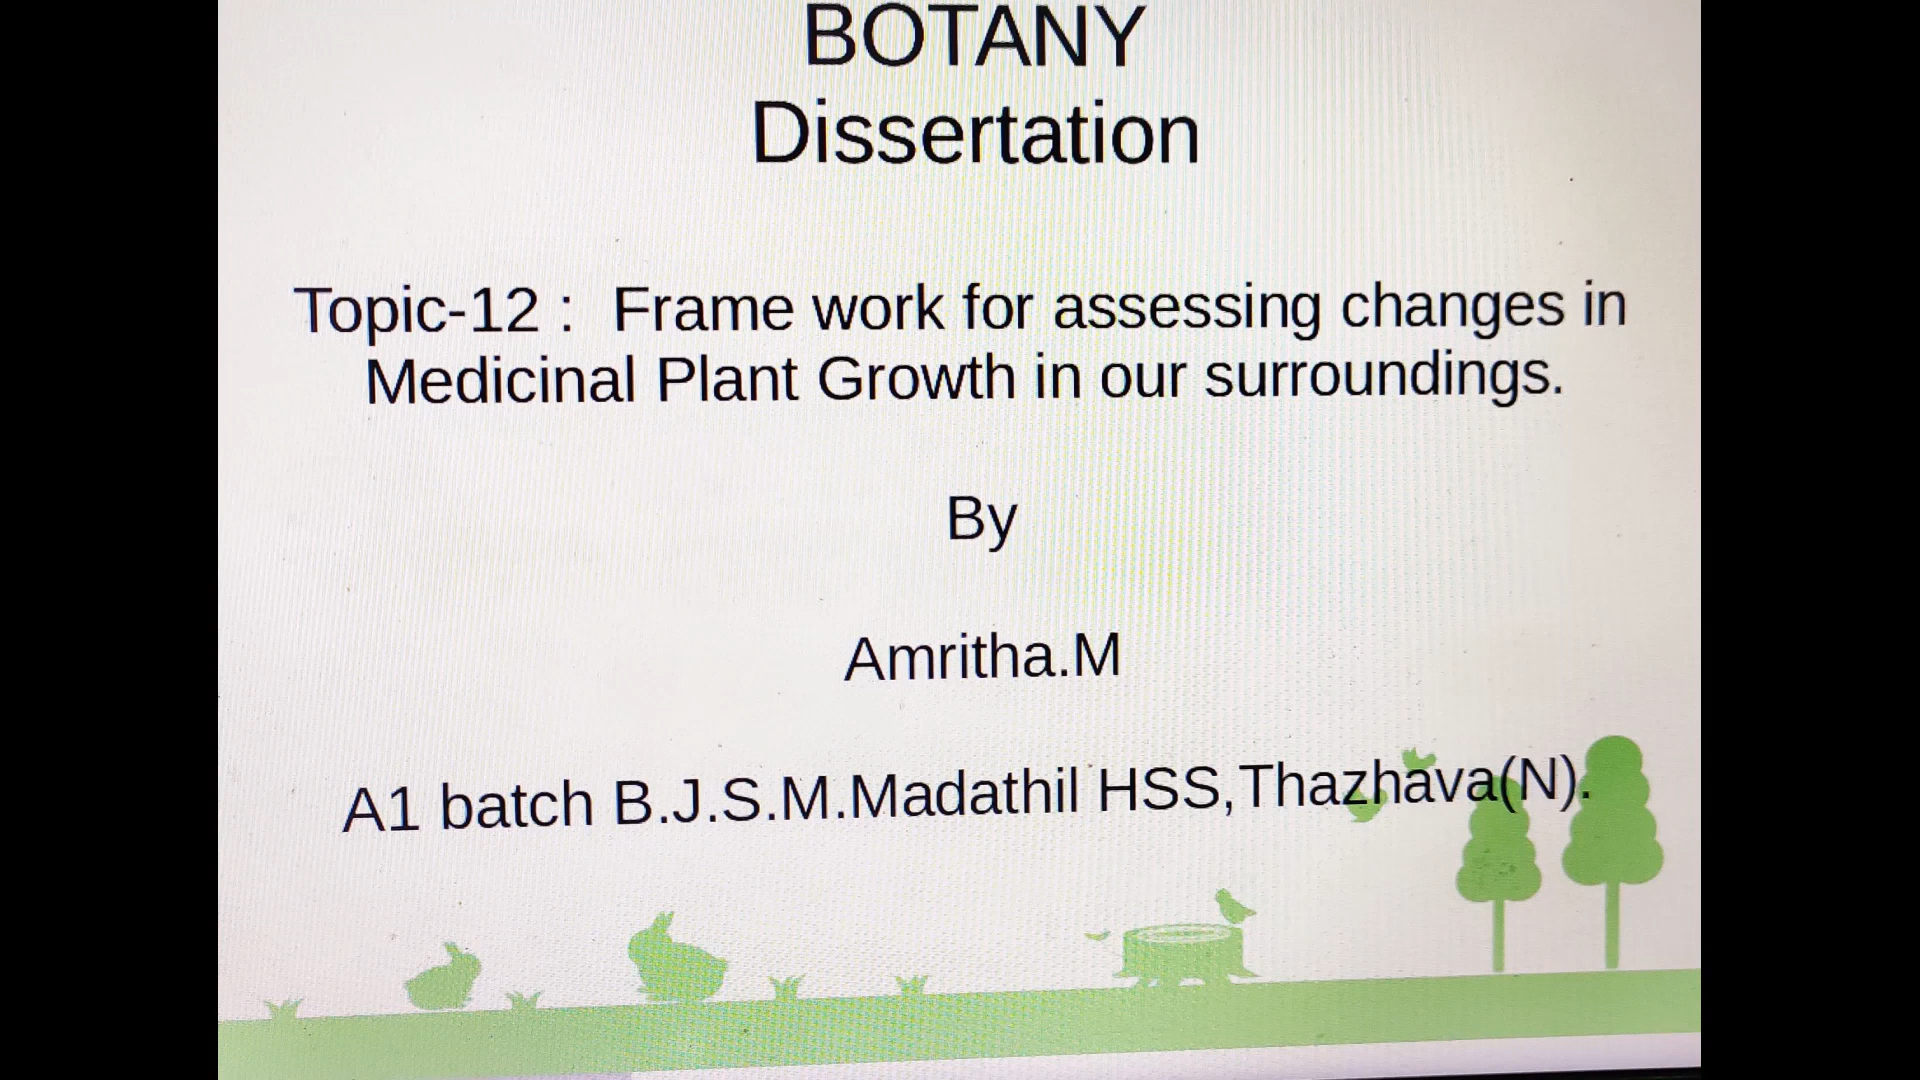 BOTANY
Dissertation
Topic-12 : Frame work for assessing changes in
Medicinal Plant Growth in our surroundings.
By
Amritha.M
A1 batch B.J.S.M.Madathil HSS,Thazhava(N).